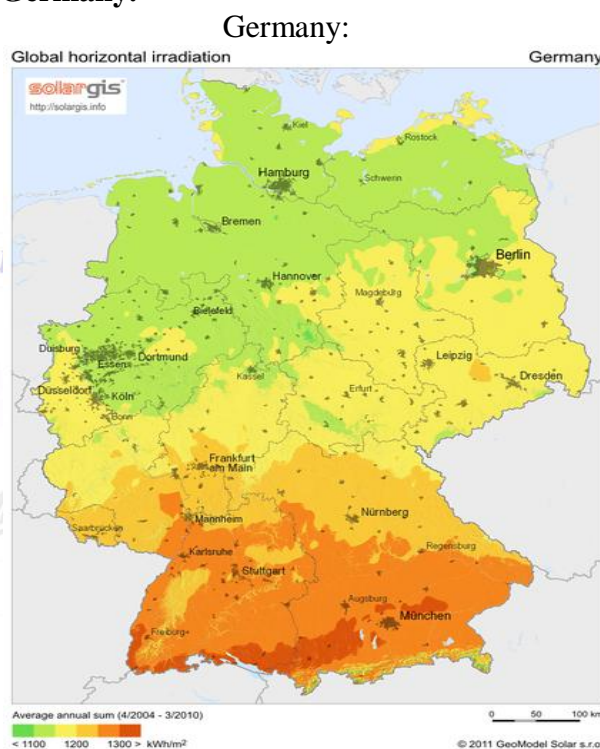 Germany:
Germany:
Global horizontal irradiation Germany
solargis
http://solargis.info
Kiel
Rostock
Hamburg
Schwerin
Bremen
Berlin
Hannover
Magdeburg
Bielefeld
Duisburg
Essen
Dortmund
Leipzig
Kassel
Düsseldorf
Erfurt
Dresden
Köln
Bonn
Frankfurt
am Main
Nürnberg
Mannheim
Saarbrücken
Karlsruhe
Regensburg
Stuttgart
Augsburg
München
Freiburg
Average annual sum (4/2004 - 3/2010) 0 50 100 km
< 1100 1200 1300 > kWh/m²
© 2011 GeoModel Solar s.r.o